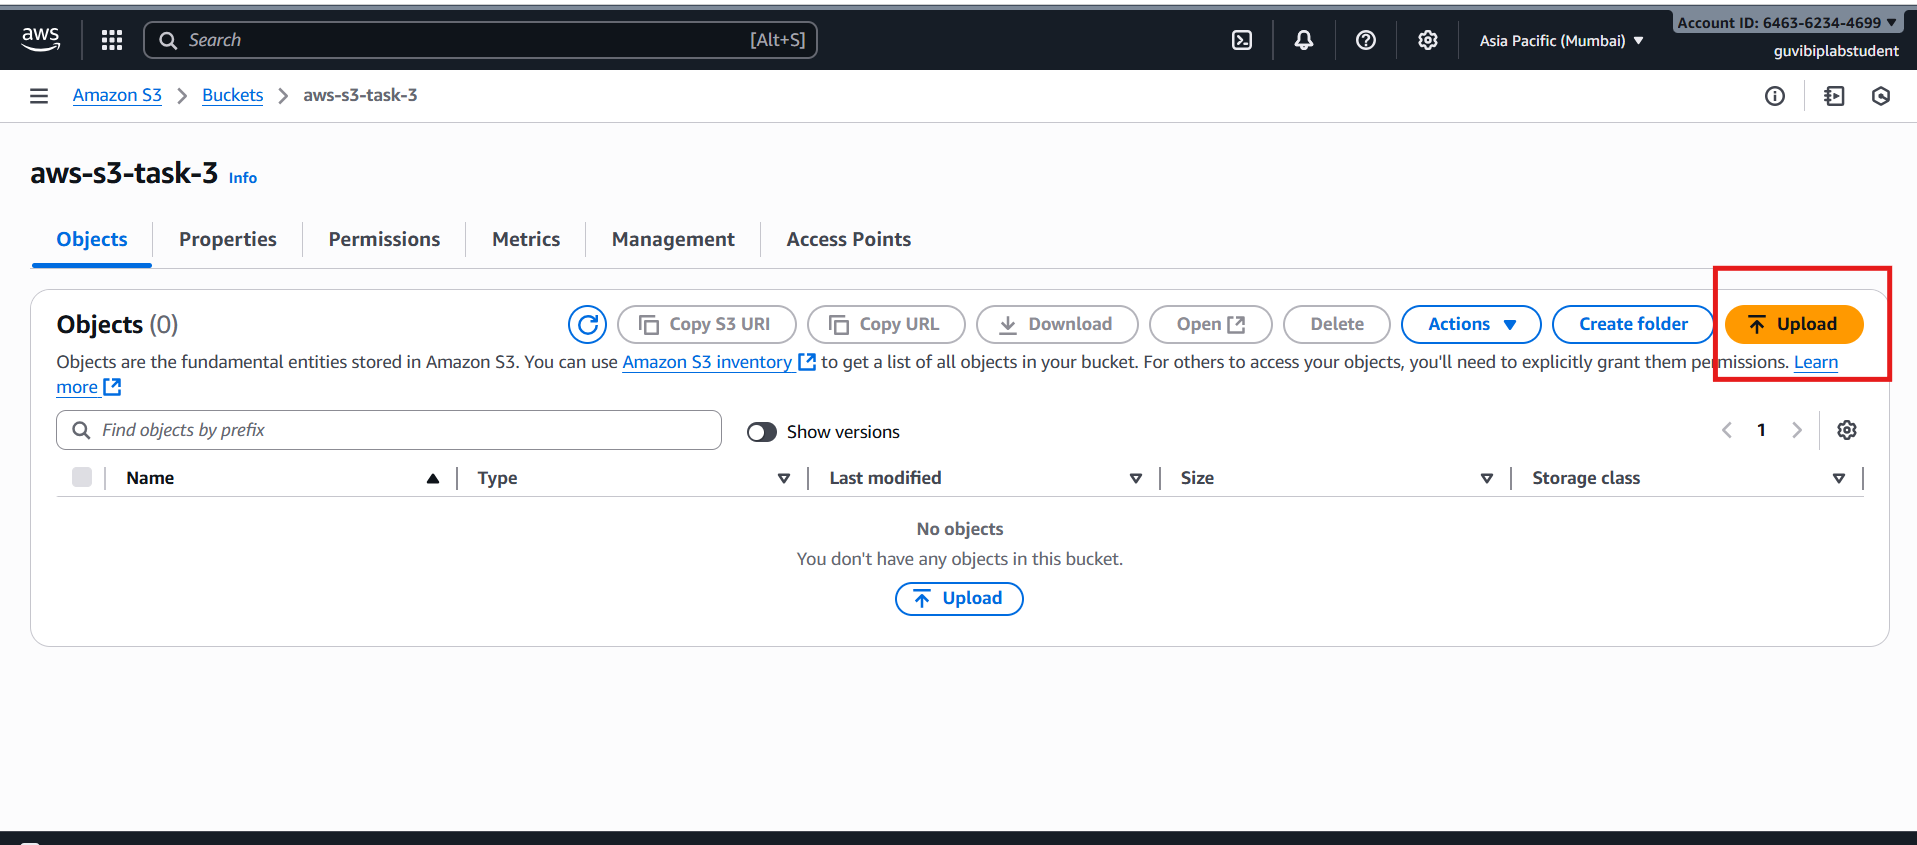 aws
Search [Alt+S]
Asia Pacific (Mumbai)
Account ID: 6463-6234-4699
guvibiplabstudent
Amazon S3 Buckets aws-s3-task-3
aws-s3-task-3 Info
Objects Properties Permissions Metrics Management Access Points
Objects (0)
Copy S3 URI Copy URL Download Open Delete Actions Create folder Upload
Objects are the fundamental entities stored in Amazon S3. You can use Amazon S3 inventory to get a list of all objects in your bucket. For others to access your objects, you'll need to explicitly grant them permissions. Learn
more
Find objects by prefix Show versions 1
Name Type Last modified Size Storage class
No objects
You don't have any objects in this bucket.
Upload